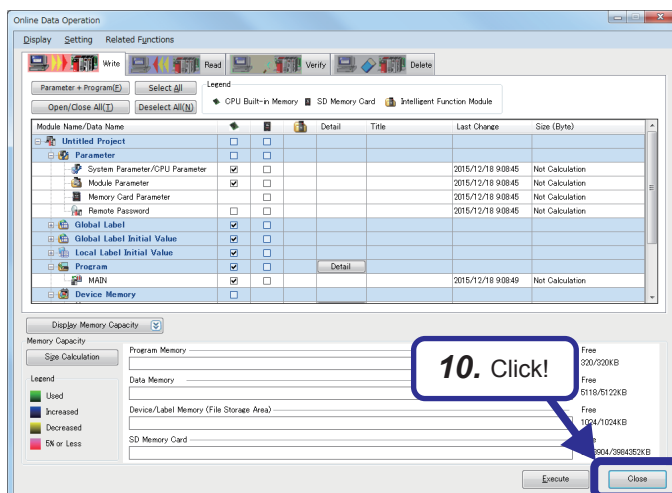 Online Data Operation
Display Setting Related Functions
Write Read Verify Delete
Parameter + Program(F) Select All Legend
CPU Built-in Memory SD Memory Card Intelligent Function Module
Open/Close All(T) Deselect All(N)
Module Name/Data Name Detail Title Last Change Size (Byte)
Untitled Project
Parameter
System Parameter/CPU Parameter 2015/12/18 9:08:45 Not Calculation
Module Parameter 2015/12/18 9:08:45 Not Calculation
Memory Card Parameter 2015/12/18 9:08:45 Not Calculation
Remote Password 2015/12/18 9:08:45 Not Calculation
Global Label
Global Label Initial Value
Local Label Initial Value
Program Detail
MAIN 2015/12/18 9:08:49 Not Calculation
Device Memory
Display Memory Capacity
Memory Capacity
Size Calculation
Program Memory Free
320/320KB
Legend
Used
Increased
Decreased
5% or Less
Data Memory Free
5118/5122KB
Device/Label Memory (File Storage Area) Free
1024/1024KB
SD Memory Card
3904/3984352KB
10. Click!
Execute Close